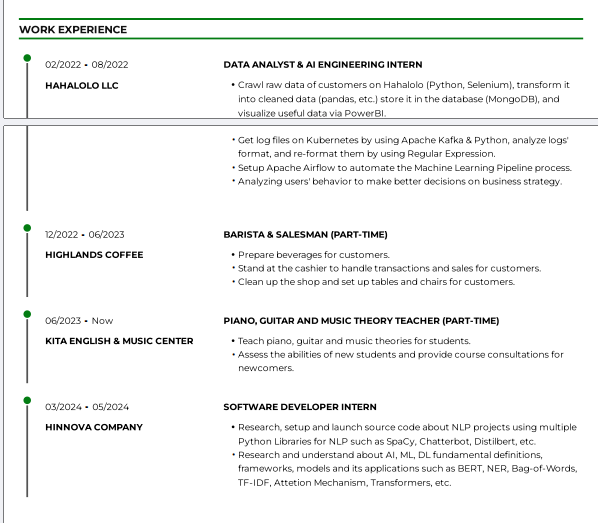 WORK EXPERIENCE
02/2022 - 08/2022
DATA ANALYST & AI ENGINEERING INTERN
HAHALOLO LLC
• Crawl raw data of customers on Hahalolo (Python, Selenium), transform it
into cleaned data (pandas, etc.) store it in the database (MongoDB), and
visualize useful data via PowerBI.
• Get log files on Kubernetes by using Apache Kafka & Python, analyze logs'
format, and re-format them by using Regular Expression.
• Setup Apache Airflow to automate the Machine Learning Pipeline process.
• Analyzing users' behavior to make better decisions on business strategy.
12/2022 - 06/2023
BARISTA & SALESMAN (PART-TIME)
HIGHLANDS COFFEE
• Prepare beverages for customers.
• Stand at the cashier to handle transactions and sales for customers.
• Clean up the shop and set up tables and chairs for customers.
06/2023 - Now
PIANO, GUITAR AND MUSIC THEORY TEACHER (PART-TIME)
KITA ENGLISH & MUSIC CENTER
• Teach piano, guitar and music theories for students.
• Assess the abilities of new students and provide course consultations for
newcomers.
03/2024 - 05/2024
SOFTWARE DEVELOPER INTERN
HINNOVA COMPANY
• Research, setup and launch source code about NLP projects using multiple
Python Libraries for NLP such as SpaCy, Chatterbot, Distilbert, etc.
• Research and understand about AI, ML, DL fundamental definitions,
frameworks, models and its applications such as BERT, NER, Bag-of-Words,
TF-IDF, Attetion Mechanism, Transformers, etc.